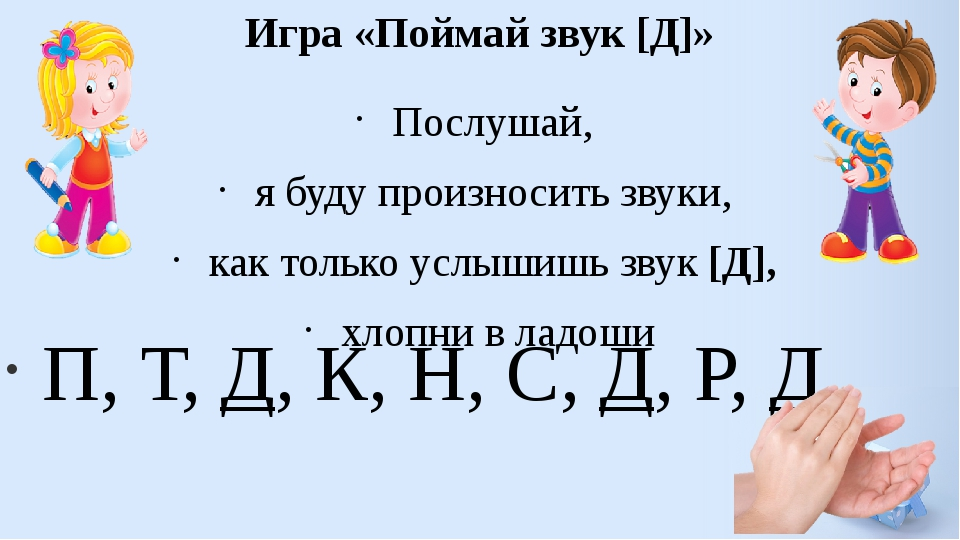 Игра «Поймай звук [Д]»
• Послушай,
• я буду произносить звуки,
• как только услышишь звук [Д],
• хлопни в ладоши
• П, Т, Д, К, Н, С, Д, Р, Д